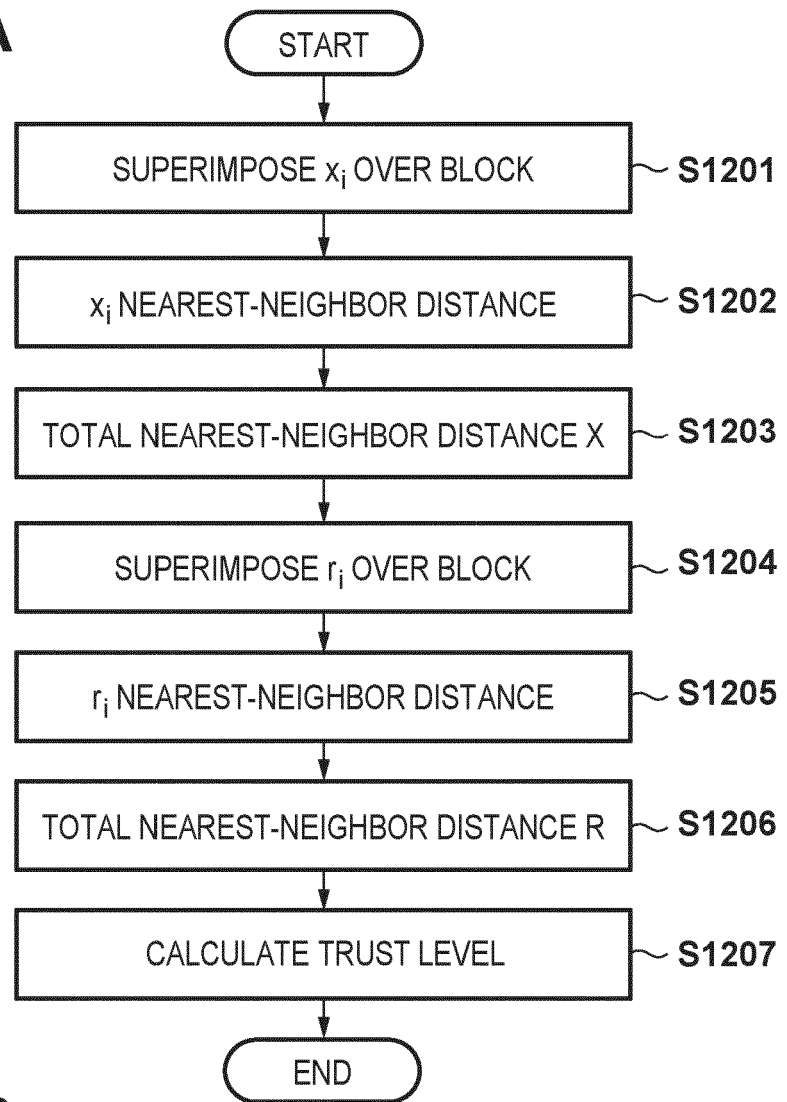 A
START
SUPERIMPOSE xi OVER BLOCK S1201
xi NEAREST-NEIGHBOR DISTANCE S1202
TOTAL NEAREST-NEIGHBOR DISTANCE X S1203
SUPERIMPOSE ri OVER BLOCK S1204
ri NEAREST-NEIGHBOR DISTANCE S1205
TOTAL NEAREST-NEIGHBOR DISTANCE R S1206
CALCULATE TRUST LEVEL S1207
END